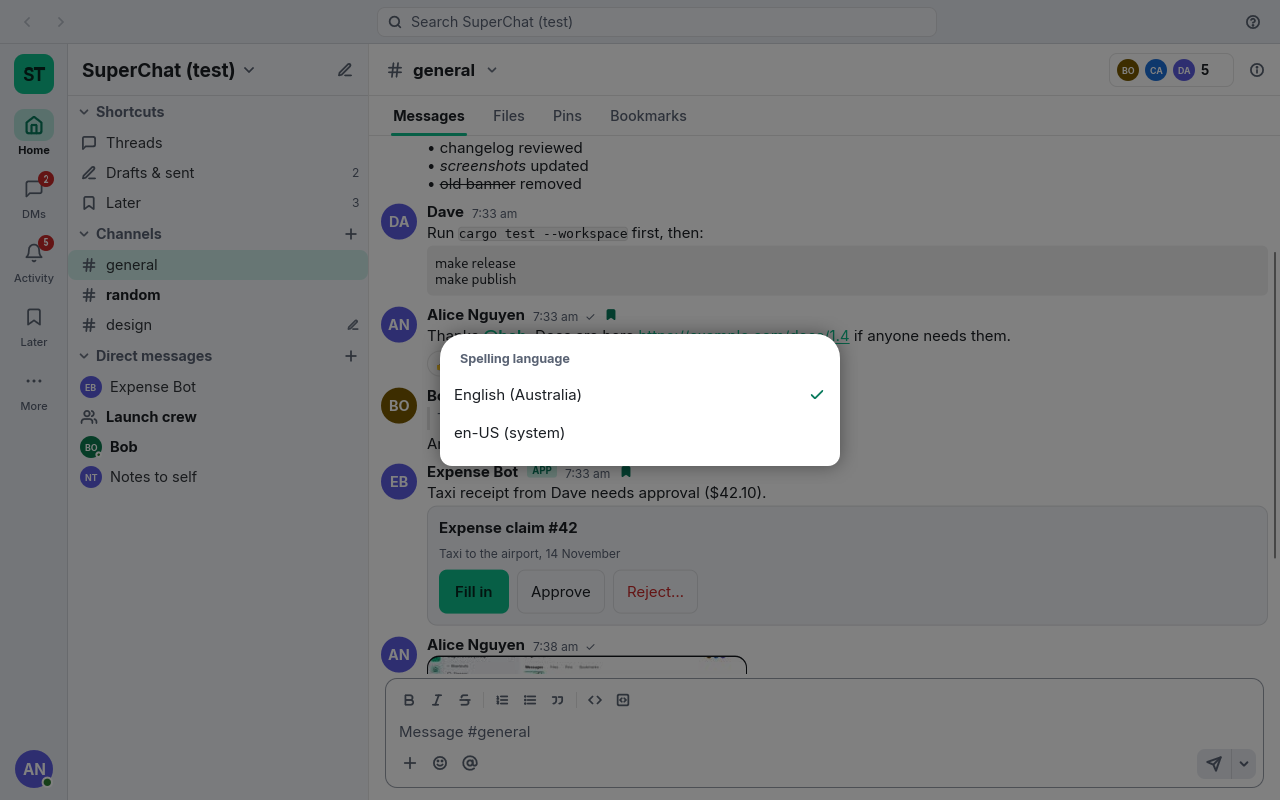 Search SuperChat (test)
ST
SuperChat (test)
Home
2
DMs
5
Activity
Later
More
AN
Shortcuts
Threads
Drafts & sent 2
Later 3
Channels
general
random
design
Direct messages
EB Expense Bot
Launch crew
BO Bob
NT Notes to self
general
BO CA DA 5
Messages Files Pins Bookmarks
• changelog reviewed
• screenshots updated
• old banner removed
DA Dave 7:33 am
Run cargo test --workspace first, then:
make release
make publish
AN Alice Nguyen 7:33 am
if anyone needs them.
BO
Spelling language
English (Australia)
en-US (system)
EB Expense Bot APP 7:33 am
Taxi receipt from Dave needs approval ($42.10).
Expense claim #42
Taxi to the airport, 14 November
Fill in Approve Reject...
AN Alice Nguyen 7:38 am
Message #general